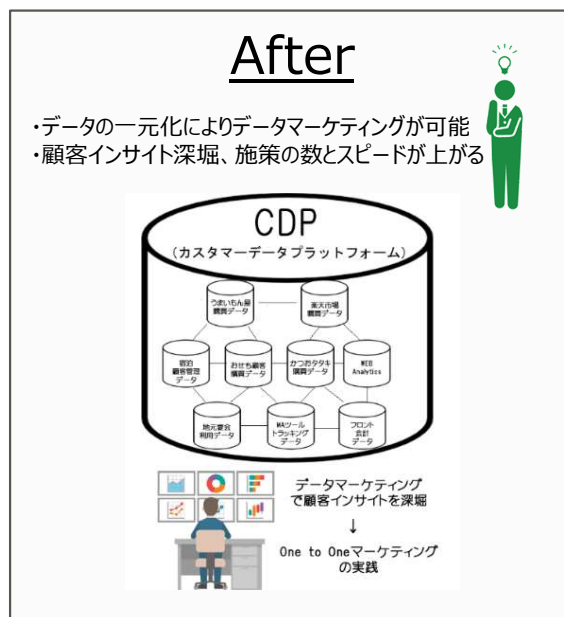 After
・データの一元化によりデータマーケティングが可能
・顧客インサイト深堀、施策の数とスピードが上がる
CDP
(カスタマーデータプラットフォーム)
うまいもん屋
購買データ
楽天市場
購買データ
宿泊
顧客管理
データ
おせち顧客
購買データ
かつおタタキ
購買データ
WEB
Analytics
地元宴会
利用データ
MAツール
トラッキング
データ
フロント
会計
データ
データマーケティング
で顧客インサイトを深堀
↓
One to Oneマーケティング
の実践